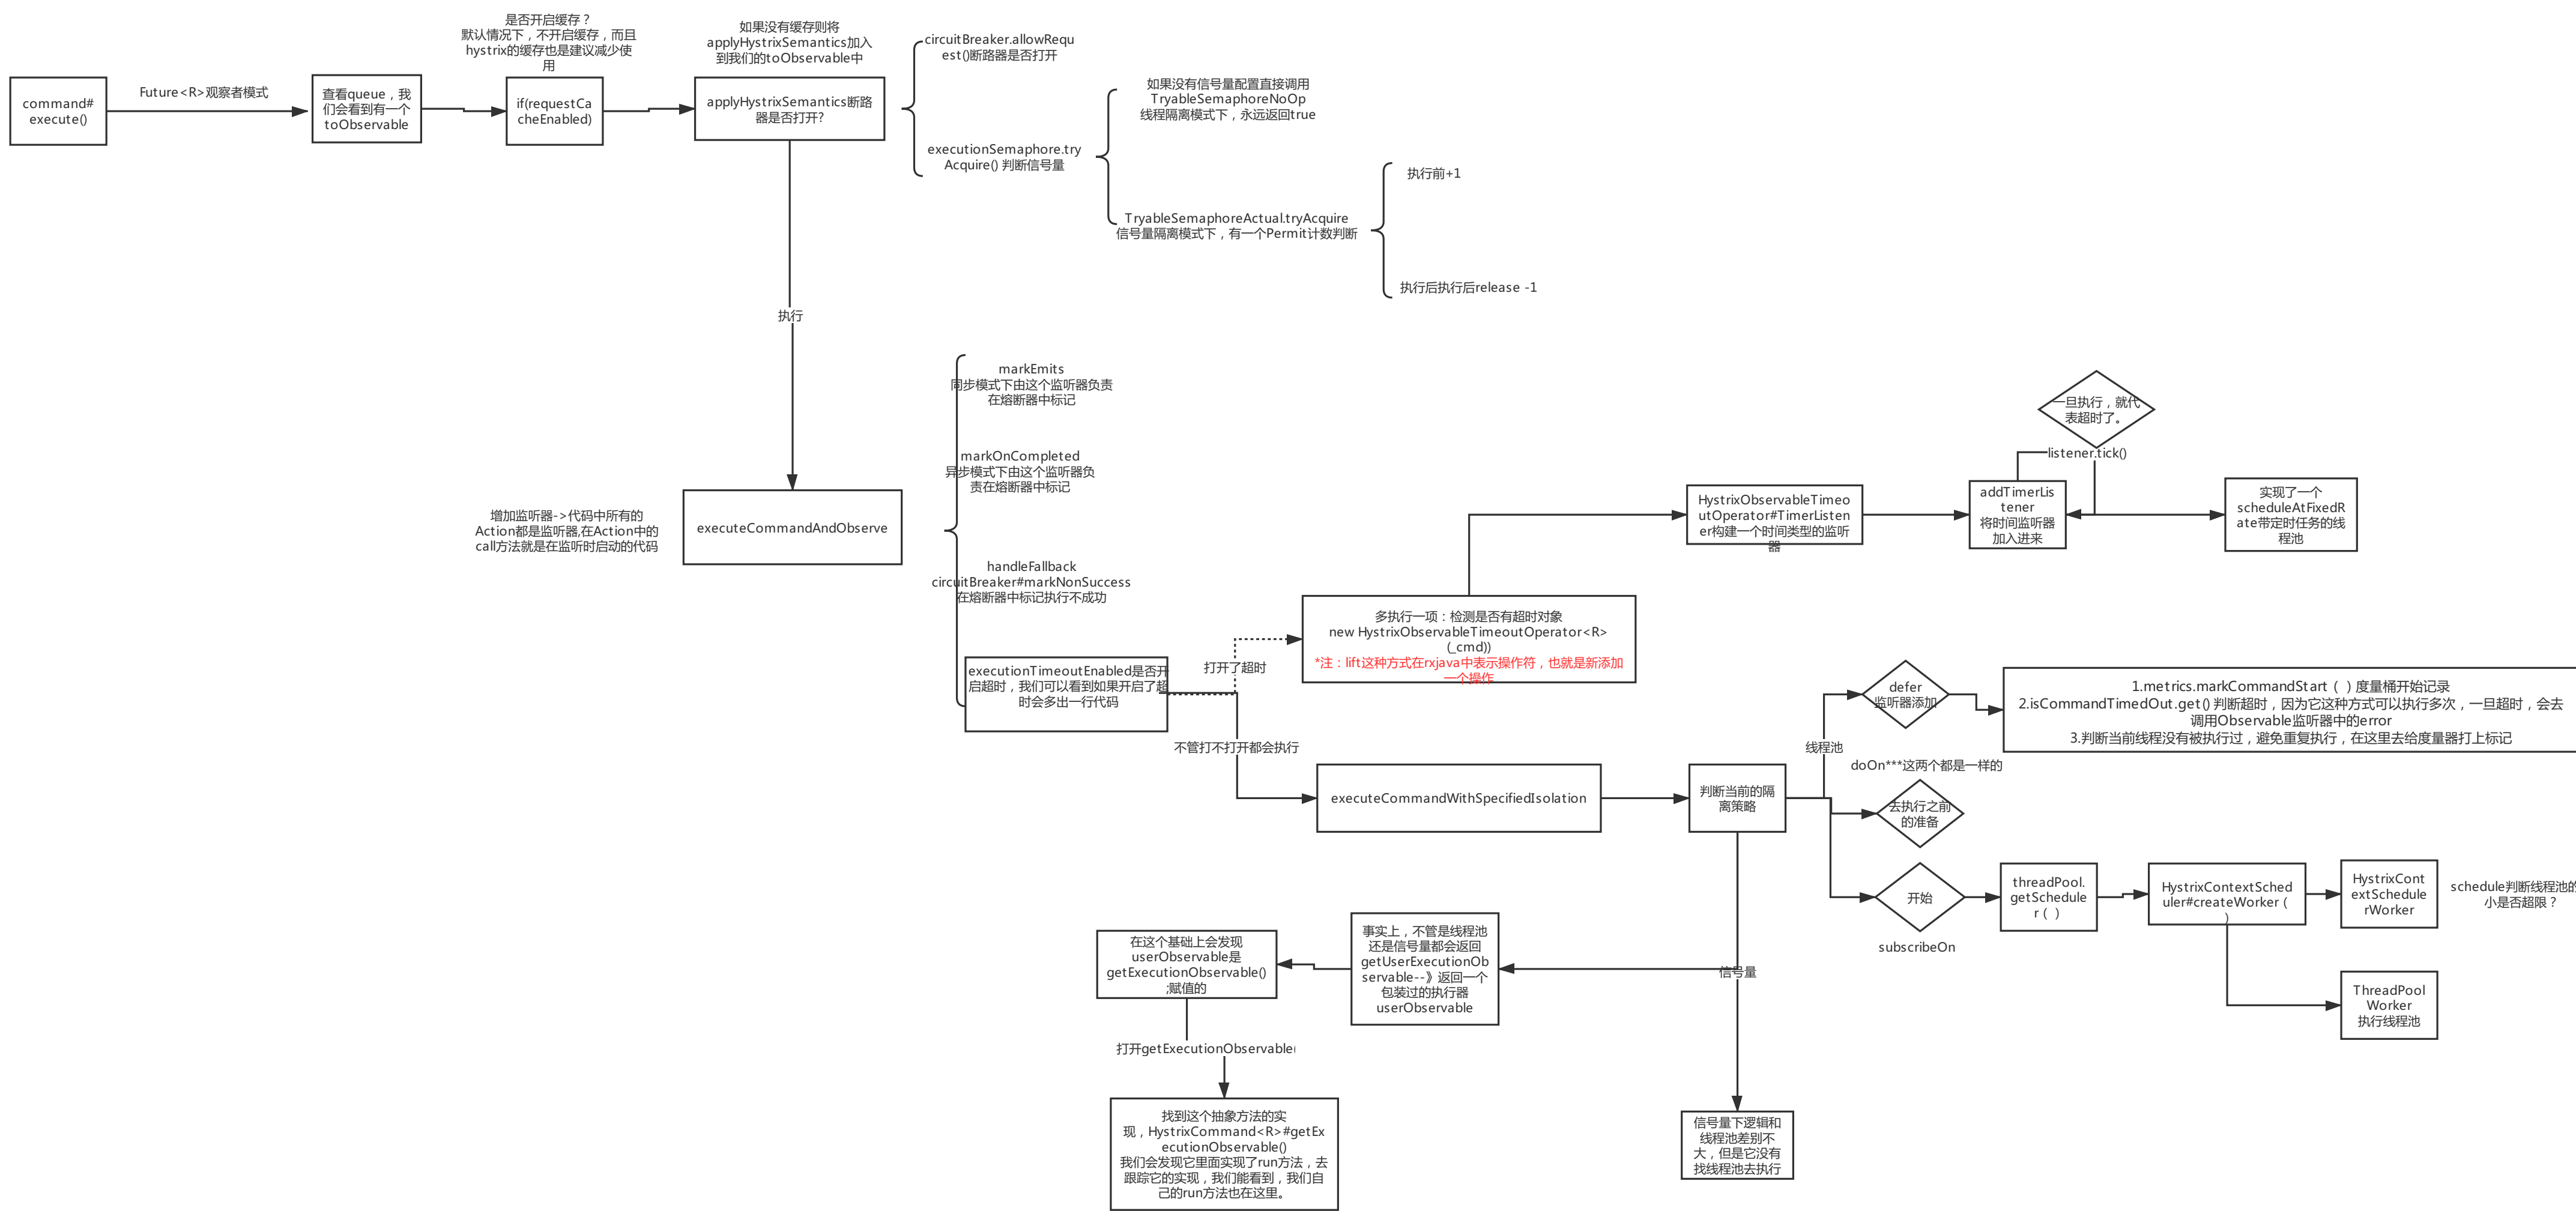 command#
execute()
Future<R>观察者模式
查看queue，我
们会看到有一个
toObservable
是否开启缓存？
默认情况下，不开启缓存，而且
hystrix的缓存也是建议减少使
用
if(requestCa
cheEnabled)
如果没有缓存则将
applyHystrixSemantics加入
到我们的toObservable中
applyHystrixSemantics断路
器是否打开?
circuitBreaker.allowRequ
est()断路器是否打开
executionSemaphore.try
Acquire() 判断信号量
如果没有信号量配置直接调用
TryableSemaphoreNoOp
线程隔离模式下，永远返回true
TryableSemaphoreActual.tryAcquire
信号量隔离模式下，有一个Permit计数判断
执行前+1
执行后执行后release -1
执行
增加监听器->代码中所有的
Action都是监听器,在Action中的
call方法就是在监听时启动的代码
executeCommandAndObserve
markEmits
同步模式下由这个监听器负责
在熔断器中标记
markOnCompleted
异步模式下由这个监听器负
责在熔断器中标记
handleFallback
circuitBreaker#markNonSuccess
在熔断器中标记执行不成功
executionTimeoutEnabled是否开
启超时，我们可以看到如果开启了超
时会多出一行代码
打开了超时
多执行一项：检测是否有超时对象
new HystrixObservableTimeoutOperator<R>
(_cmd))
*注：lift这种方式在rxjava中表示操作符，也就是新添加
一个操作
HystrixObservableTimeo
utOperator#TimerListen
er构建一个时间类型的监听
器
addTimerLis
tener
将时间监听器
加入进来
一旦执行，就代
表超时了。
listener.tick()
实现了一个
scheduleAtFixedR
ate带定时任务的线
程池
不管打不打开都会执行
executeCommandWithSpecifiedIsolation
判断当前的隔
离策略
线程池
defer
监听器添加
1.metrics.markCommandStart（ ）度量桶开始记录
2.isCommandTimedOut.get() 判断超时，因为它这种方式可以执行多次，一旦超时，会去
调用Observable监听器中的error
3.判断当前线程没有被执行过，避免重复执行，在这里去给度量器打上标记
doOn***这两个都是一样的
去执行之前
的准备
开始
subscribeOn
threadPool.
getSchedule
r（ ）
HystrixContextSched
uler#createWorker（
）
HystrixCont
extSchedule
rWorker
schedule判断线程池的
小是否超限？
ThreadPool
Worker
执行线程池
信号量
事实上，不管是线程池
还是信号量都会返回
getUserExecutionOb
servable--》返回一个
包装过的执行器
userObservable
在这个基础上会发现
userObservable是
getExecutionObservable()
;赋值的
打开getExecutionObservable(
找到这个抽象方法的实
现，HystrixCommand<R>#getEx
ecutionObservable()
我们会发现它里面实现了run方法，去
跟踪它的实现，我们能看到，我们自
己的run方法也在这里。
信号量下逻辑和
线程池差别不
大，但是它没有
找线程池去执行